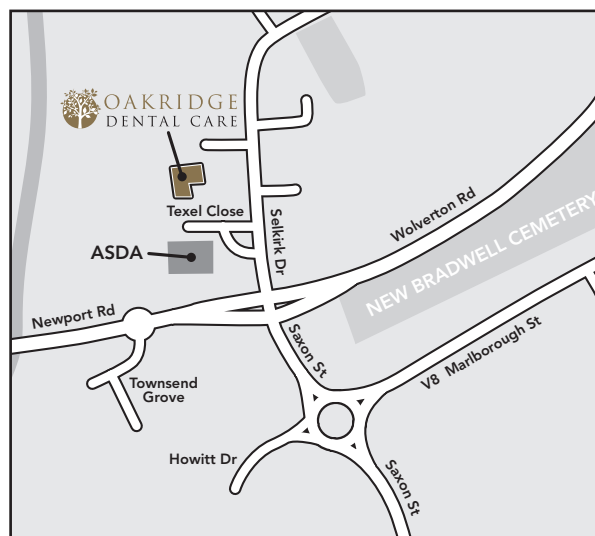 OAKRIDGE
DENTAL CARE
Texel Close
ASDA
Selkirk Dr
Wolverton Rd
NEW BRADWELL CEMETERY
Newport Rd
Saxon St
Townsend
Grove
V8 Marlborough St
Howitt Dr
Saxon St